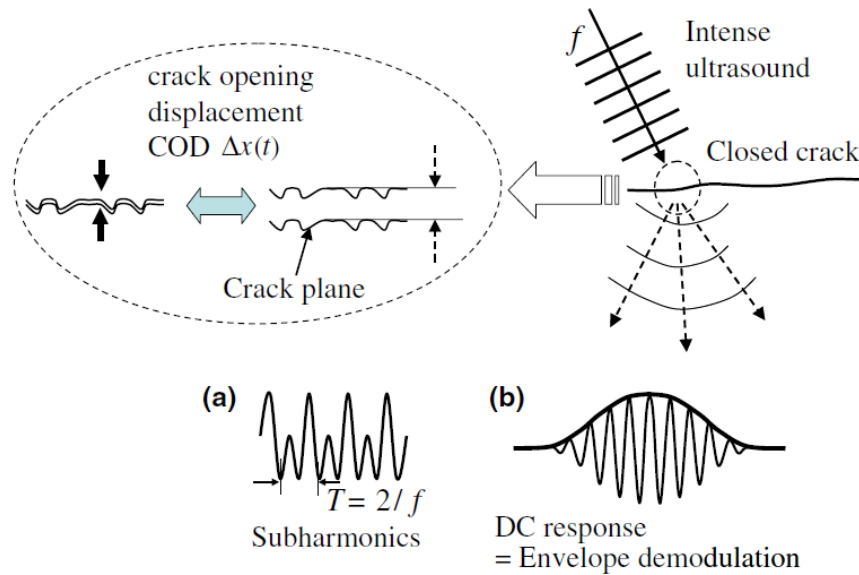 crack opening
displacement
COD Δx(t)
Crack plane
f
Intense
ultrasound
Closed crack
(a)
T = 2 / f
Subharmonics
(b)
DC response
= Envelope demodulation